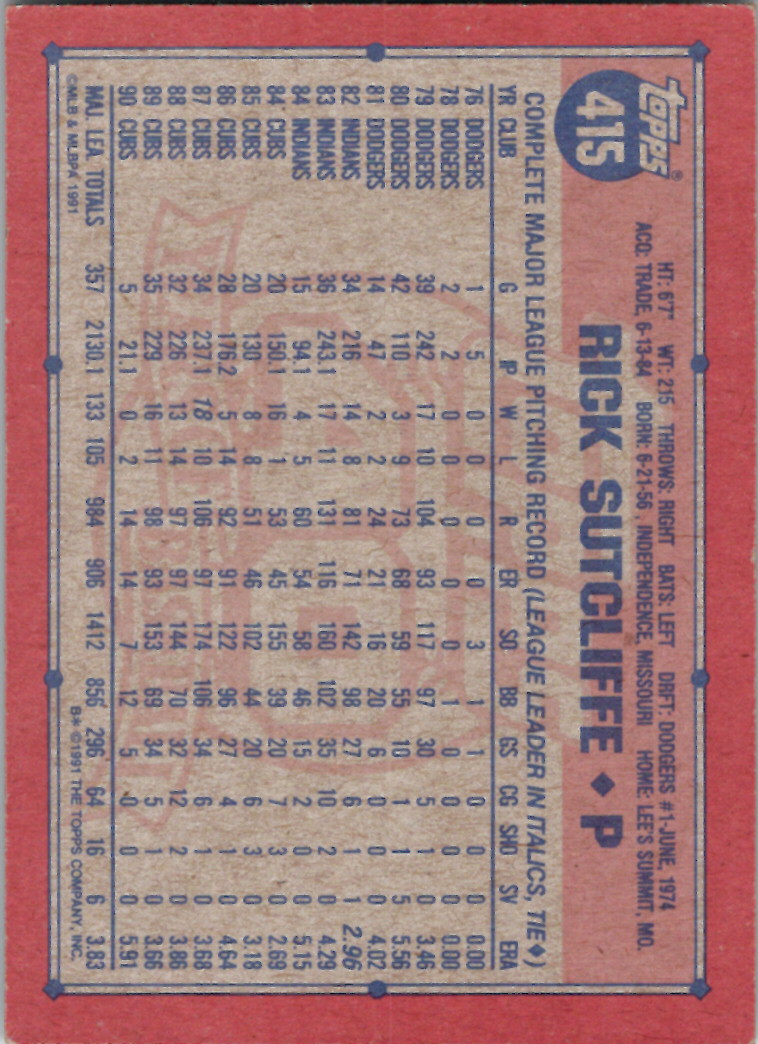 TOPPS®
415
HT: 6'7" WT: 215 THROWS: RIGHT BATS: LEFT DRFT: DODGERS #1-JUNE, 1974
ACQ: TRADE, 6-13-84 BORN: 6-21-56, INDEPENDENCE, MISSOURI HOME: LEE'S SUMMIT, MO.
RICK SUTCLIFFE ♦ P
COMPLETE MAJOR LEAGUE PITCHING RECORD (LEAGUE LEADER IN ITALICS, TIE♦)
YR CLUB G IP W L R ER SO BB GS CG SHO SV ERA
76 DODGERS 1 5 0 0 0 0 3 1 1 0 0 0 0.00
78 DODGERS 2 2 0 0 0 0 0 1 0 0 0 0 0.00
79 DODGERS 39 242 17 10 104 93 117 97 30 5 1 0 3.46
80 DODGERS 42 110 3 9 73 68 59 55 10 1 1 5 5.56
81 DODGERS 14 47 2 2 24 21 16 20 6 0 0 0 4.02
82 INDIANS 34 216 14 8 81 71 142 98 27 6 1 1 2.96
83 INDIANS 36 243.1 17 11 131 116 160 102 35 10 2 0 4.29
84 INDIANS 15 94.1 4 5 60 54 58 46 15 2 0 0 5.15
84 CUBS 20 150.1 16 1 53 45 155 39 20 7 3 0 2.69
85 CUBS 20 130 8 8 51 46 102 44 20 6 3 0 3.18
86 CUBS 28 176.2 5 14 92 91 122 96 27 4 1 0 4.64
87 CUBS 34 237.1 18 10 106 97 174 106 34 6 1 0 3.68
88 CUBS 32 226 13 14 97 97 144 70 32 12 2 0 3.86
89 CUBS 35 229 16 11 98 93 153 69 34 5 1 0 3.66
90 CUBS 5 21.1 0 2 14 14 7 12 5 0 0 0 5.91
MAJ. LEA. TOTALS 357 2130.1 133 105 984 906 1412 856 296 64 16 6 3.83
©MLB & MLBPA 1991 B* ©1991 THE TOPPS COMPANY, INC.